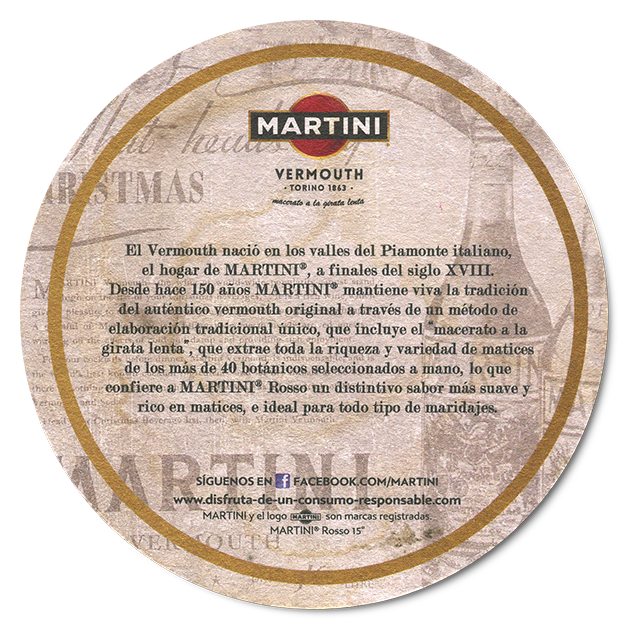 MARTINI
VERMOUTH
· TORINO 1863 ·
macerato a la girata lenta
RISTMAS
El Vermouth nació en los valles del Piamonte italiano,
el hogar de MARTINI®, a finales del siglo XVIII.
Desde hace 150 años MARTINI® mantiene viva la tradición
del auténtico vermouth original a través de un método de
elaboración tradicional único, que incluye el "macerato a la
girata lenta", que extrae toda la riqueza y variedad de matices
de los más de 40 botánicos seleccionados a mano, lo que
confiere a MARTINI® Rosso un distintivo sabor más suave y
rico en matices, e ideal para todo tipo de maridajes.
MARTINI
SÍGUENOS EN f FACEBOOK.COM/MARTINI
www.disfruta-de-un-consumo-responsable.com
MARTINI y el logo MARTINI son marcas registradas.
MARTINI® Rosso 15°
VERMOUTH